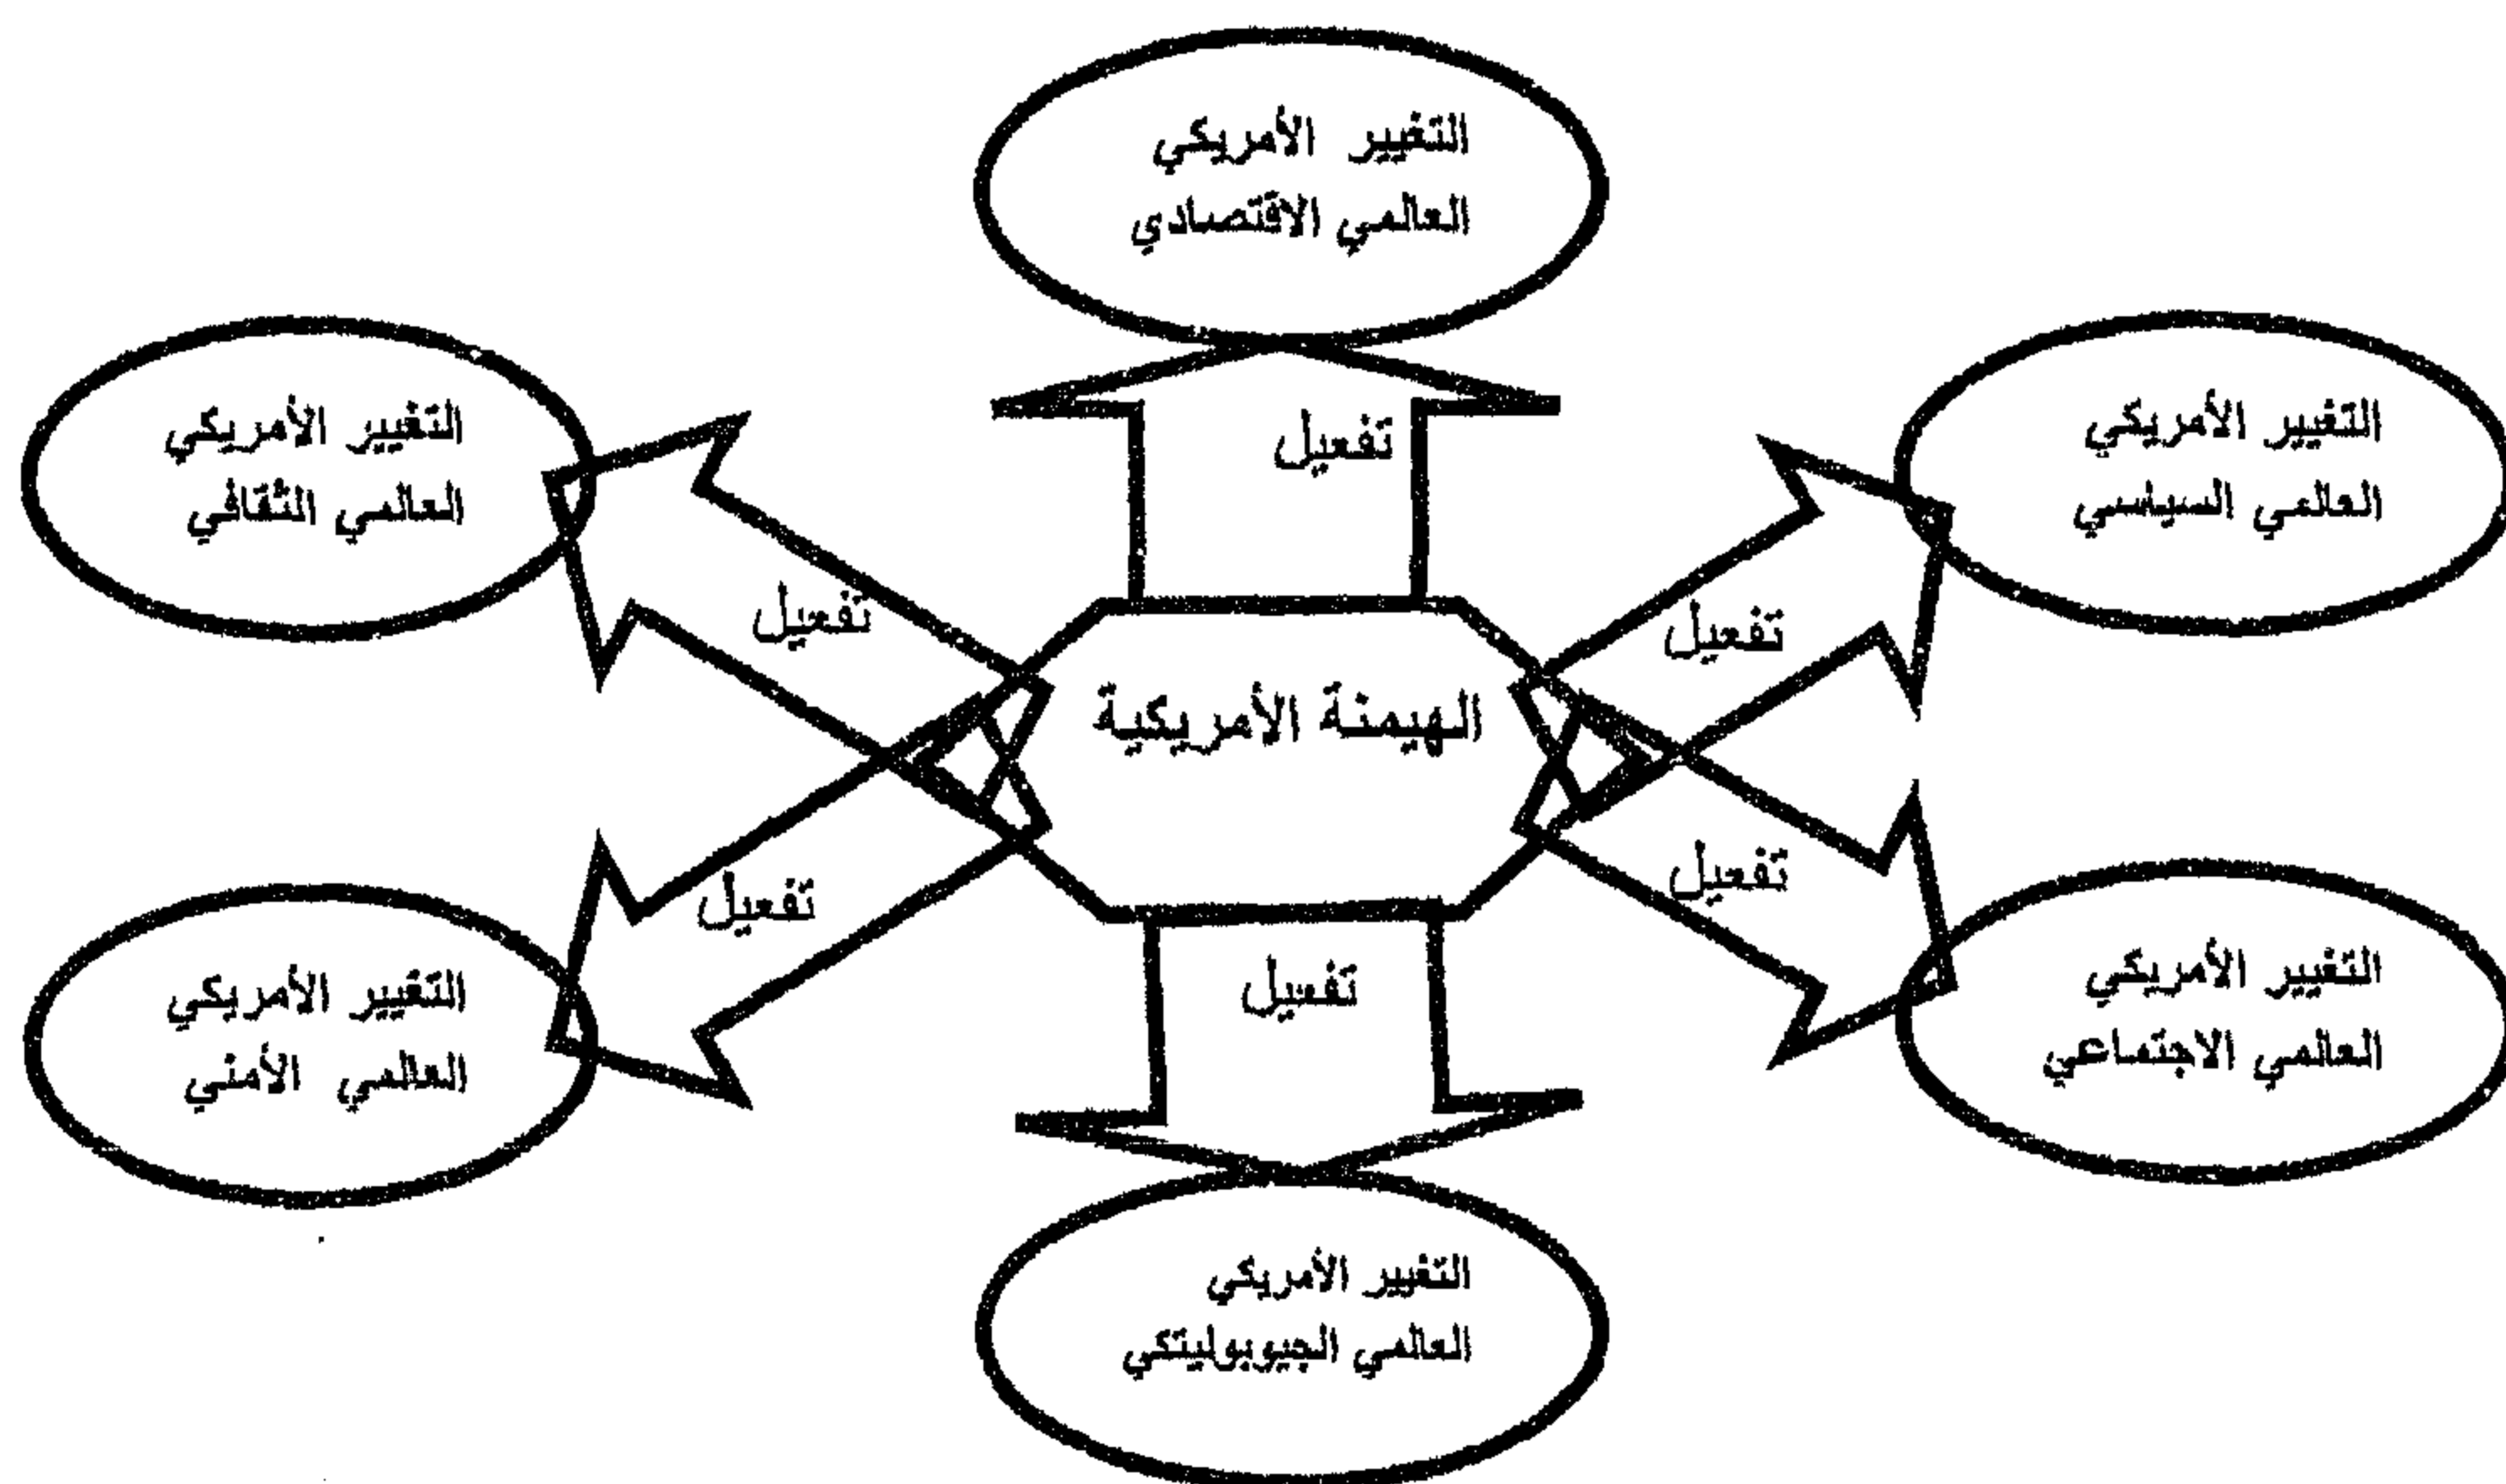 التغيير الأمريكي
العالمي الاقتصادي
التغيير الأمريكي
العالمي السياسي
التغيير الأمريكي
العالمي الثقافي
تفعيل
تفعيل
تفعيل
الهيمنة الأمريكية
تفعيل
تفعيل
تفعيل
التغيير الأمريكي
العالمي الاجتماعي
التغيير الأمريكي
العالمي الأمني
التغيير الأمريكي
العالمي الجيوبوليتكي